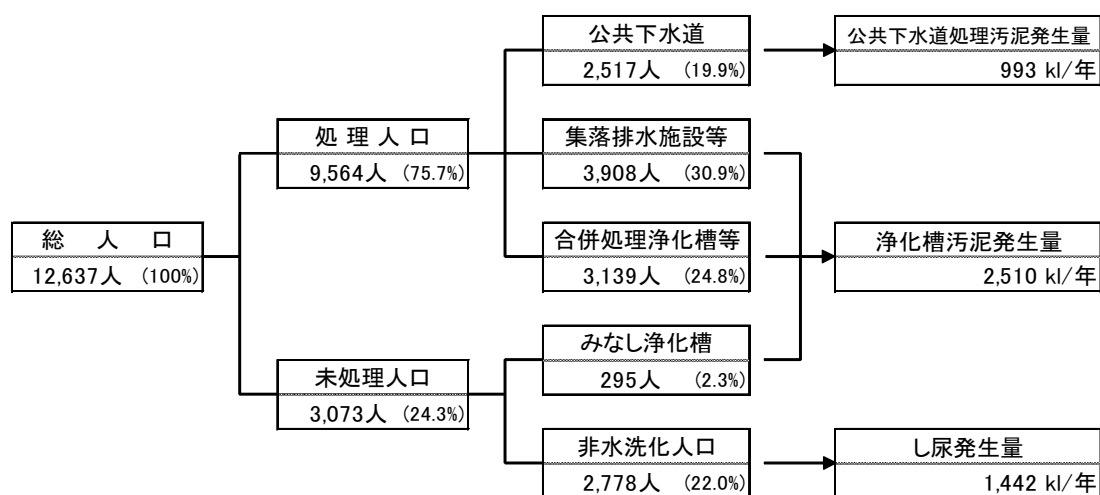 総人口
12,637人 (100%)
処理人口
9,564人 (75.7%)
未処理人口
3,073人 (24.3%)
公共下水道
2,517人 (19.9%)
集落排水施設等
3,908人 (30.9%)
合併処理浄化槽等
3,139人 (24.8%)
みなし浄化槽
295人 (2.3%)
非水洗化人口
2,778人 (22.0%)
公共下水道処理汚泥発生量
993 kl/年
浄化槽汚泥発生量
2,510 kl/年
し尿発生量
1,442 kl/年